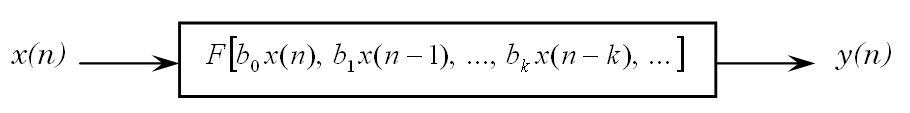 x(n) F[b₀x(n), b₁x(n − 1), ..., bₖx(n − k), ... ] y(n)